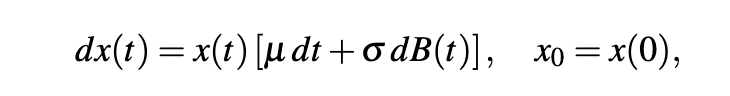 dx(t) = x(t) [μ dt + σ dB(t)], x₀ = x(0),